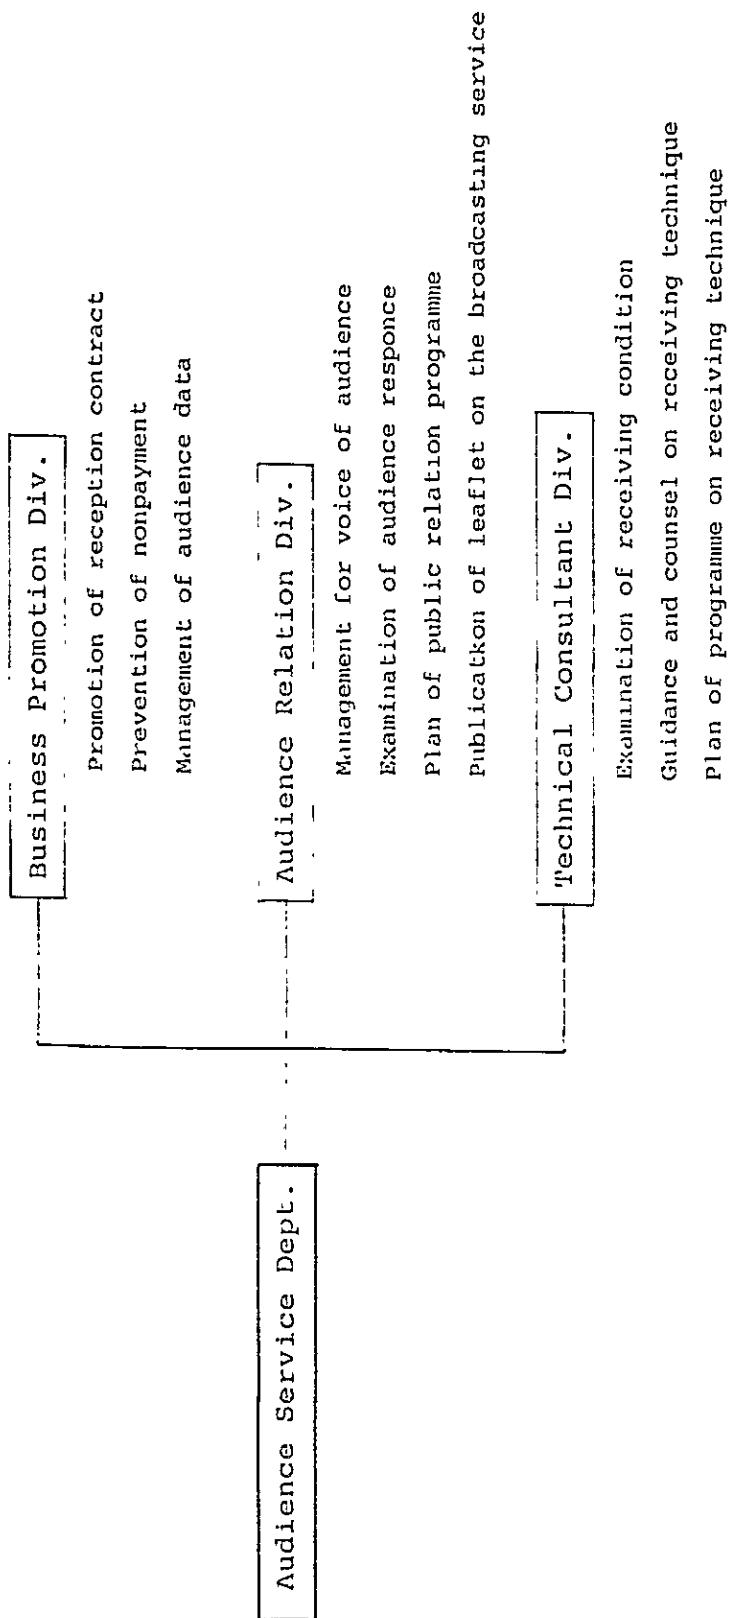 Audience Service Dept.
Business Promotion Div.
Promotion of reception contract
Prevention of nonpayment
Management of audience data
Audience Relation Div.
Management for voice of audience
Examination of audience responce
Plan of public relation programme
Publicatkon of leaflet on the broadcasting service
Technical Consultant Div.
Examination of receiving condition
Guidance and counsel on receiving technique
Plan of programme on receiving technique